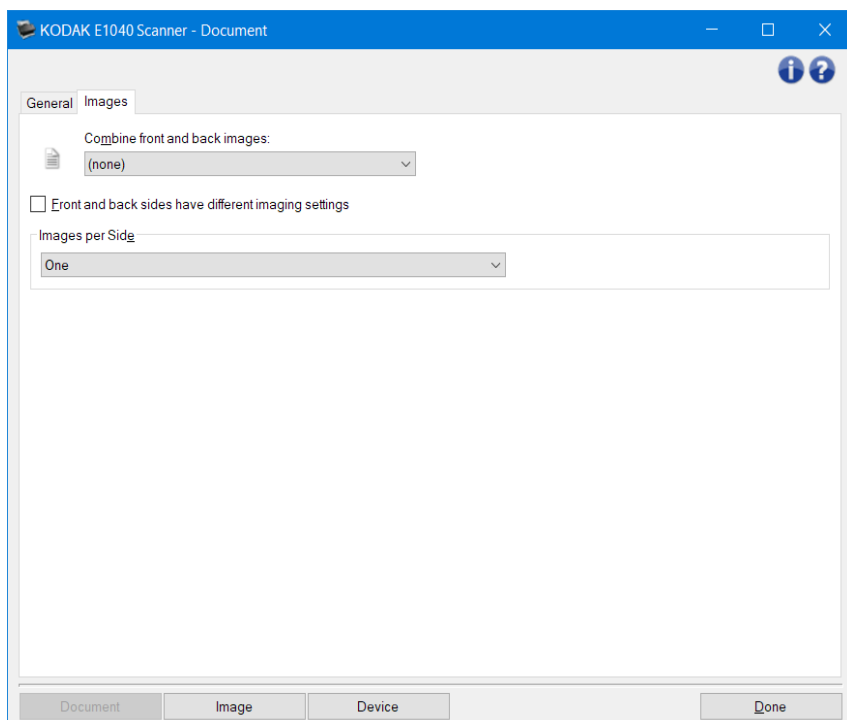 KODAK E1040 Scanner - Document
General Images
Combine front and back images:
(none)
Front and back sides have different imaging settings
Images per Side
One
Document Image Device Done